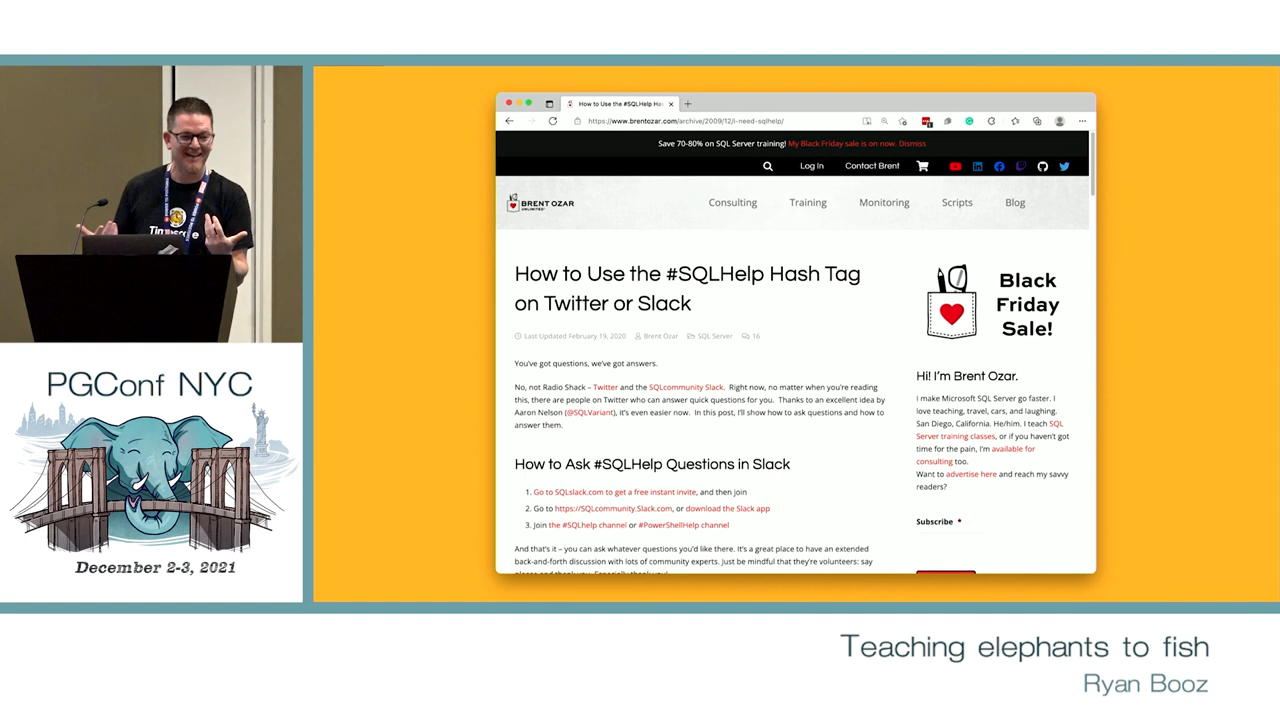 How to Use the #SQLHelp Ha
https://www.brentozar.com/archive/2009/12/i-need-sqlhelp/
Save 70-80% on SQL Server training! My Black Friday sale is on now. Dismiss
Log In
Contact Brent
BRENT OZAR
UNLIMITED
Consulting
Training
Monitoring
Scripts
Blog
How to Use the #SQLHelp Hash Tag
on Twitter or Slack
Last Updated February 19, 2020
Brent Ozar
SQL Server
16
You've got questions, we've got answers.
No, not Radio Shack – Twitter and the SQLcommunity Slack. Right now, no matter when you're reading
this, there are people on Twitter who can answer quick questions for you. Thanks to an excellent idea by
Aaron Nelson (@SQLVariant), it's even easier now. In this post, I'll show how to ask questions and how to
answer them.
How to Ask #SQLHelp Questions in Slack
1. Go to SQLslack.com to get a free instant invite, and then join
2. Go to https://SQLcommunity.Slack.com, or download the Slack app
3. Join the #SQLhelp channel or #PowerShellHelp channel
And that's it – you can ask whatever questions you'd like there. It's a great place to have an extended
back-and-forth discussion with lots of community experts. Just be mindful that they're volunteers: say
Black
Friday
Sale!
Hi! I'm Brent Ozar.
I make Microsoft SQL Server go faster. I
love teaching, travel, cars, and laughing.
San Diego, California. He/him. I teach SQL
Server training classes, or if you haven't got
time for the pain, I'm available for
consulting too.
Want to advertise here and reach my savvy
readers?
Subscribe *
PGConf NYC
December 2-3, 2021
Teaching elephants to fish
Ryan Booz